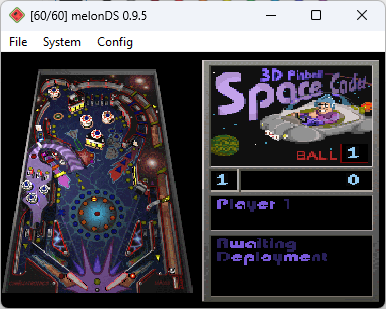 [60/60] melonDS 0.9.5
File System Config
3D Pinball
Space Cadet
BALL 1
1 0
Player 1
Awaiting
Deployment